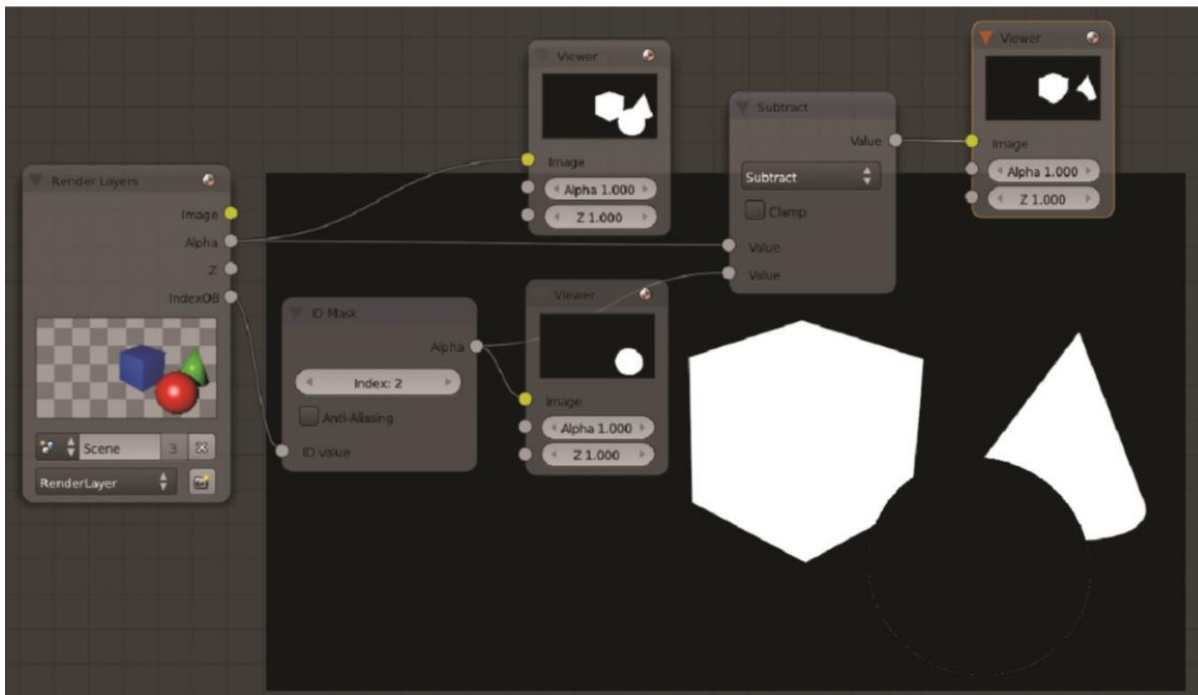 Render Layers
Image
Alpha
Z
IndexOB
Scene
3
RenderLayer
ID Mask
Alpha
Index: 2
Anti-Aliasing
ID value
Viewer
Image
Alpha 1.000
Z 1.000
Viewer
Image
Alpha 1.000
Z 1.000
Subtract
Value
Subtract
Clamp
Value
Value
Viewer
Image
Alpha 1.000
Z 1.000